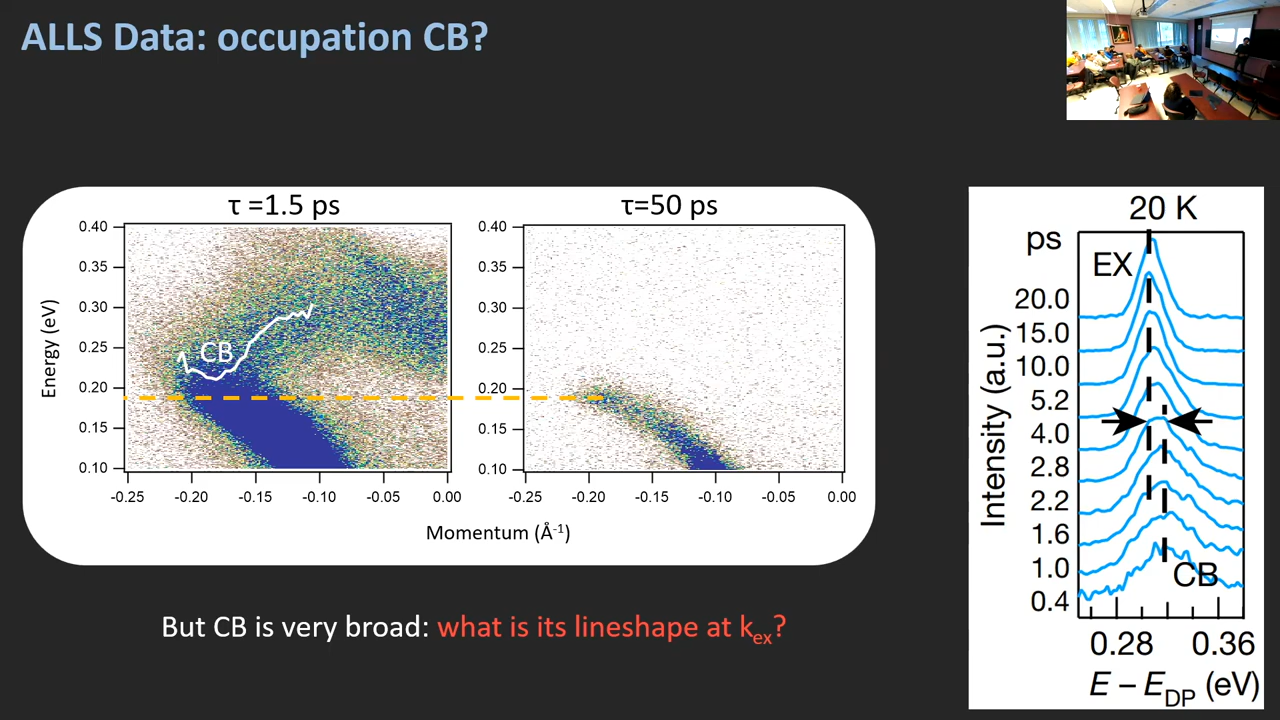 ALLS Data: occupation CB?
τ =1.5 ps
τ=50 ps
Energy (eV)
0.40
0.35
0.30
0.25
0.20
0.15
0.10
CB
-0.25
-0.20
-0.15
-0.10
-0.05
0.00
0.40
0.35
0.30
0.25
0.20
0.15
0.10
-0.25
-0.20
-0.15
-0.10
-0.05
0.00
Momentum (Å-1)
But CB is very broad: what is its lineshape at kex?
20 K
ps
EX
Intensity (a.u.)
20.0
15.0
10.0
5.2
4.0
2.8
2.2
1.6
1.0
0.4
CB
0.28
0.36
E – EDP (eV)